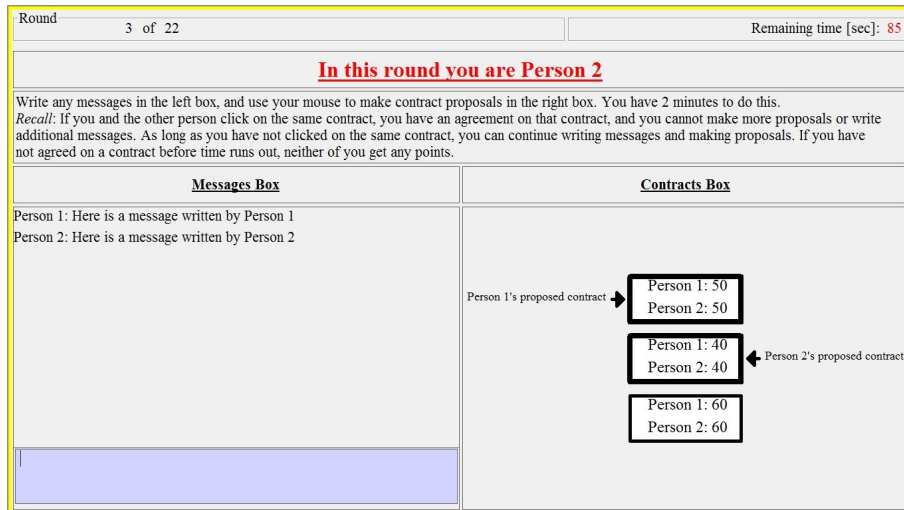 Round
3 of 22
Remaining time [sec]: 85
In this round you are Person 2
Write any messages in the left box, and use your mouse to make contract proposals in the right box. You have 2 minutes to do this.
Recall: If you and the other person click on the same contract, you have an agreement on that contract, and you cannot make more proposals or write
additional messages. As long as you have not clicked on the same contract, you can continue writing messages and making proposals. If you have
not agreed on a contract before time runs out, neither of you get any points.
Messages Box
Person 1: Here is a message written by Person 1
Person 2: Here is a message written by Person 2
Contracts Box
Person 1's proposed contract
Person 1: 50
Person 2: 50
Person 1: 40
Person 2: 40
Person 2's proposed contract
Person 1: 60
Person 2: 60